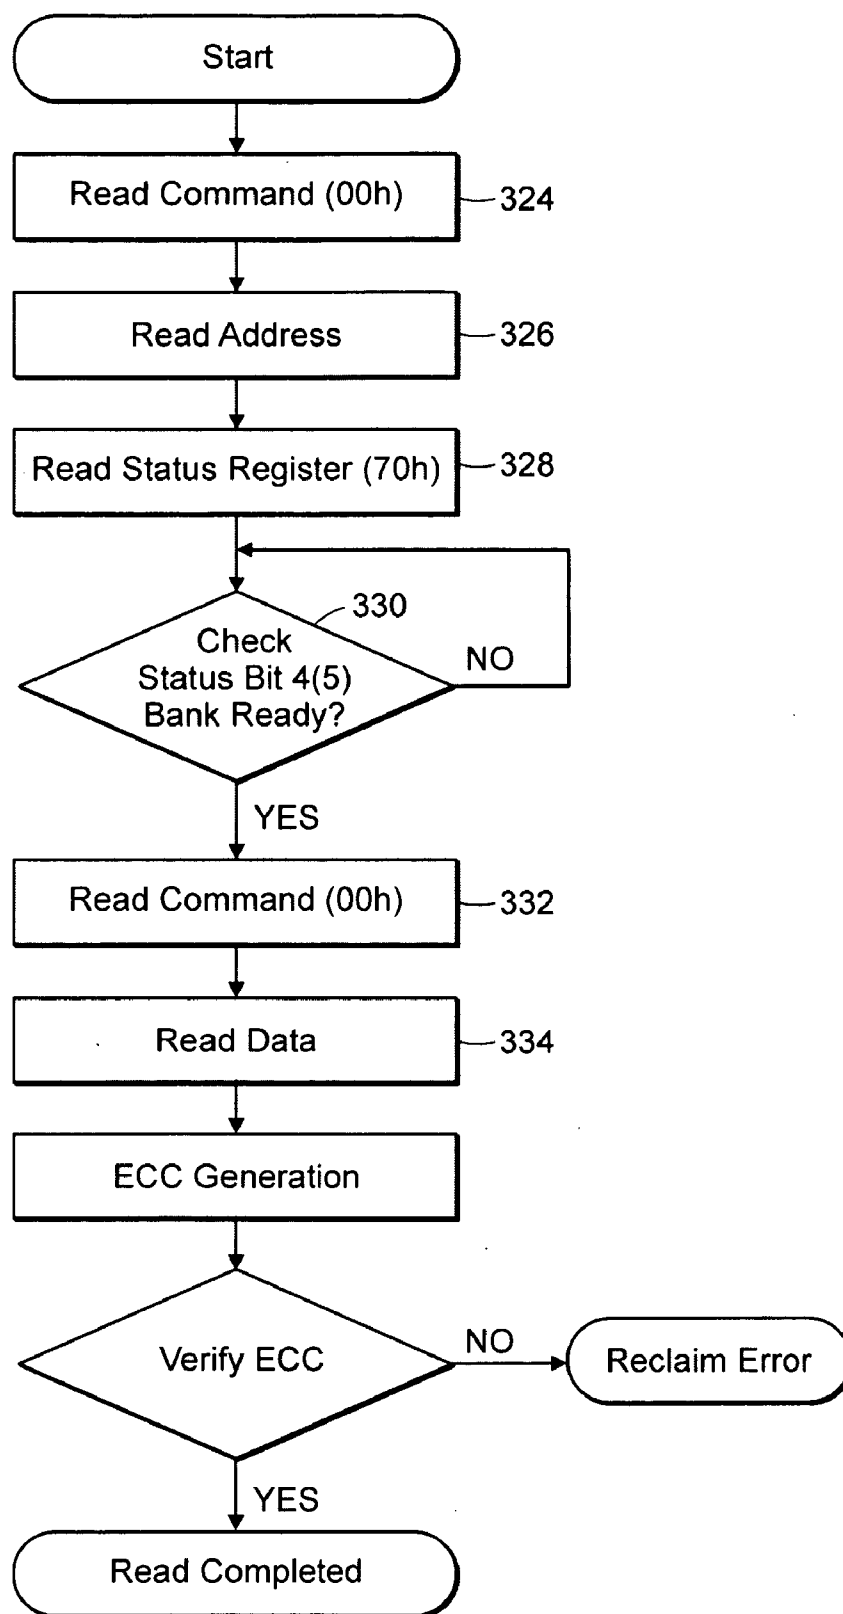 Start
Read Command (00h)
324
Read Address
326
Read Status Register (70h)
328
330
Check
Status Bit 4(5)
Bank Ready?
NO
YES
Read Command (00h)
332
Read Data
334
ECC Generation
Verify ECC
NO
Reclaim Error
YES
Read Completed